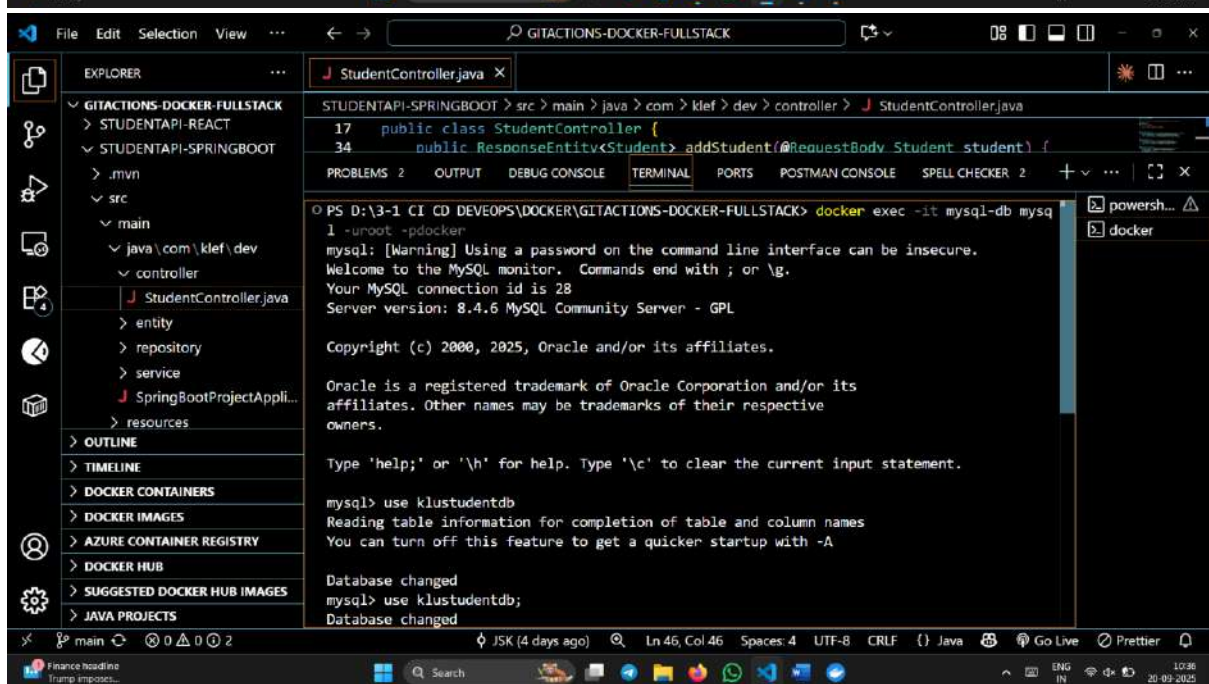 File Edit Selection View ··· GITACTIONS-DOCKER-FULLSTACK
EXPLORER ···
GITACTIONS-DOCKER-FULLSTACK
STUDENTAPI-REACT
STUDENTAPI-SPRINGBOOT
.mvn
src
main
java\com\klef\dev
controller
J StudentController.java
entity
repository
service
J SpringBootProjectAppli...
resources
OUTLINE
TIMELINE
DOCKER CONTAINERS
DOCKER IMAGES
AZURE CONTAINER REGISTRY
DOCKER HUB
SUGGESTED DOCKER HUB IMAGES
JAVA PROJECTS
4
J StudentController.java ×
STUDENTAPI-SPRINGBOOT > src > main > java > com > klef > dev > controller > J StudentController.java
17 public class StudentController {
34 public ResponseEntity<Student> addStudent(@RequestBody Student student) {
PROBLEMS 2 OUTPUT DEBUG CONSOLE TERMINAL PORTS POSTMAN CONSOLE SPELL CHECKER 2
powersh...
docker
PS D:\3-1 CI CD DEVEOPS\DOCKER\GITACTIONS-DOCKER-FULLSTACK> docker exec -it mysql-db mysq
l -uroot -pdocker
mysql: [Warning] Using a password on the command line interface can be insecure.
Welcome to the MySQL monitor. Commands end with ; or \g.
Your MySQL connection id is 28
Server version: 8.4.6 MySQL Community Server - GPL
Copyright (c) 2000, 2025, Oracle and/or its affiliates.
Oracle is a registered trademark of Oracle Corporation and/or its
affiliates. Other names may be trademarks of their respective
owners.
Type 'help;' or '\h' for help. Type '\c' to clear the current input statement.
mysql> use klustudentdb
Reading table information for completion of table and column names
You can turn off this feature to get a quicker startup with -A
Database changed
mysql> use klustudentdb;
Database changed
main 0 0 2 JSK (4 days ago) Ln 46, Col 46 Spaces: 4 UTF-8 CRLF {} Java Go Live Prettier
Finance headline
Trump imposes...
Search
ENG
IN
10:36
20-09-2025